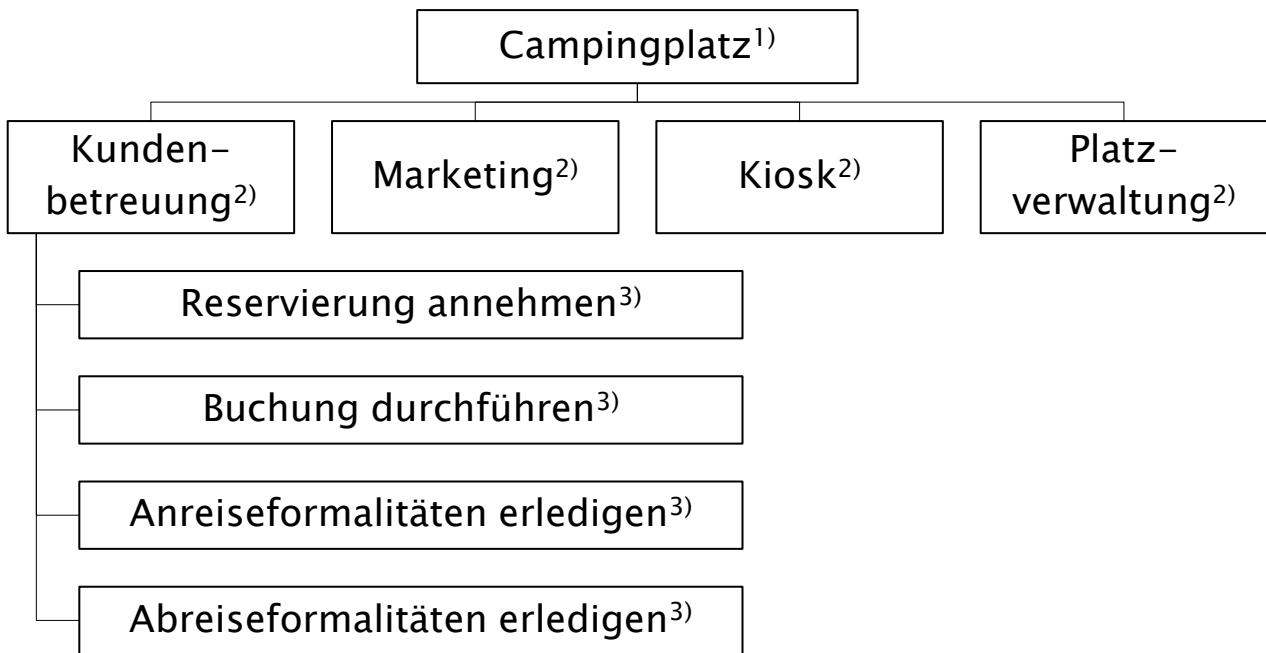 Campingplatz1)
Kunden-
betreuung2)
Marketing2)
Kiosk2)
Platz-
verwaltung2)
Reservierung annehmen3)
Buchung durchführen3)
Anreiseformalitäten erledigen3)
Abreiseformalitäten erledigen3)